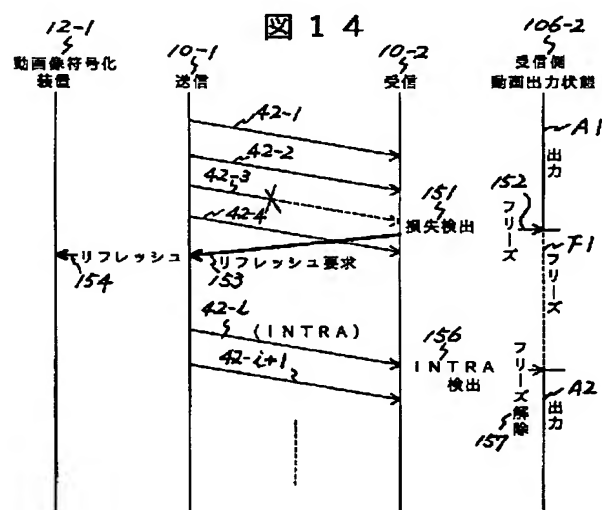 図14
12-1
動画像符号化
装置
10-1
送信
10-2
受信
106-2
受信側
動画出力状態
42-1
42-2
42-3
42-4
151
損失検出
A1
出力
152
フリーズ
F1
フリーズ
リフレッシュ
154
リフレッシュ要求
153
42-i
(INTRA)
42-i+1
156
INTRA
検出
フリーズ解除
157
A2
出力